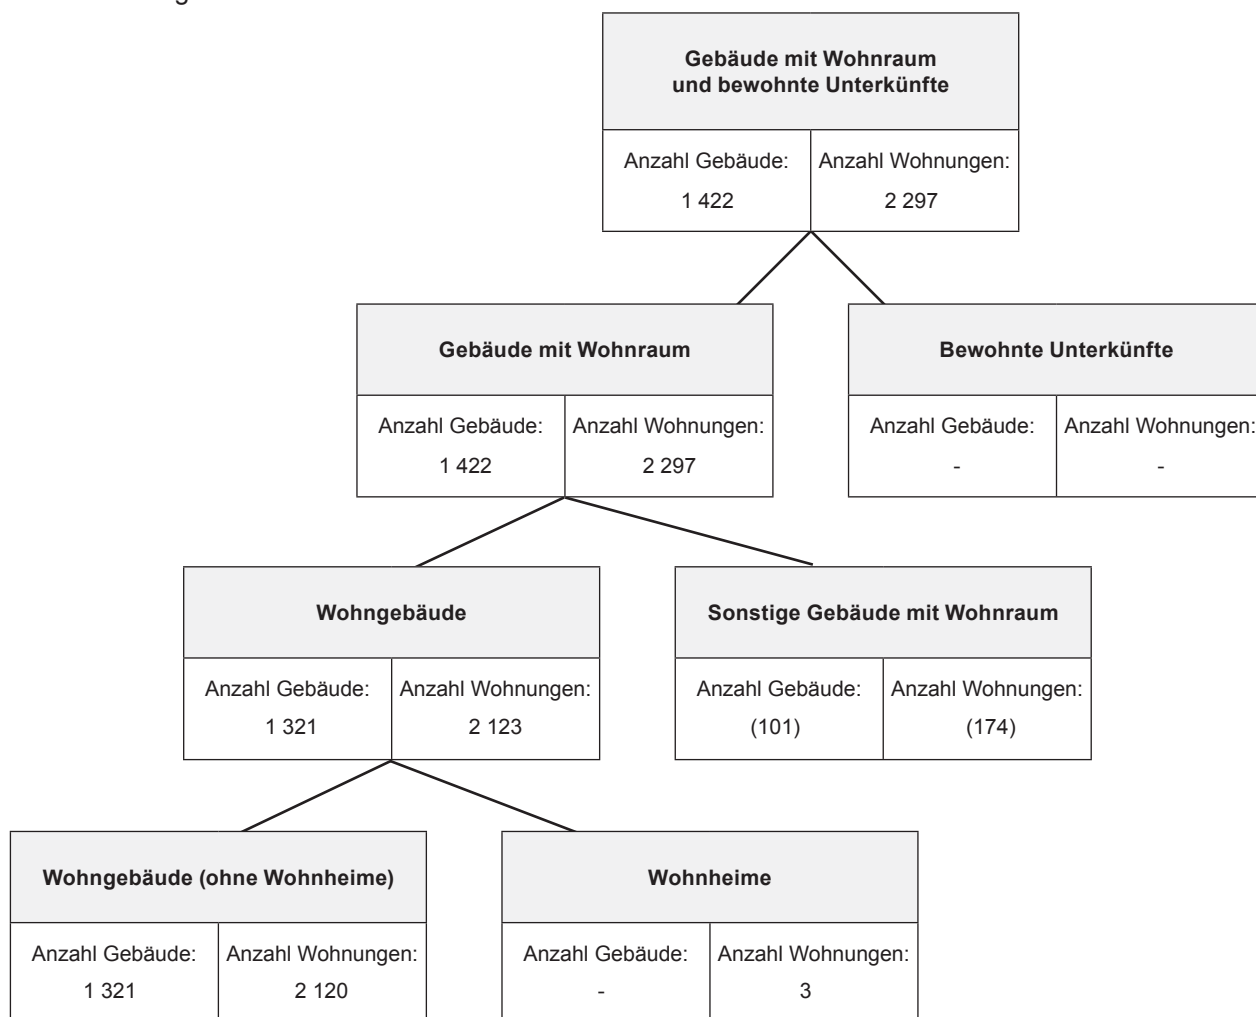 Gebäude mit Wohnraum
und bewohnte Unterkünfte
Anzahl Gebäude: Anzahl Wohnungen:
1 422 2 297
Gebäude mit Wohnraum Bewohnte Unterkünfte
Anzahl Gebäude: Anzahl Wohnungen: Anzahl Gebäude: Anzahl Wohnungen:
1 422 2 297 - -
Wohngebäude Sonstige Gebäude mit Wohnraum
Anzahl Gebäude: Anzahl Wohnungen: Anzahl Gebäude: Anzahl Wohnungen:
1 321 2 123 (101) (174)
Wohngebäude (ohne Wohnheime) Wohnheime
Anzahl Gebäude: Anzahl Wohnungen: Anzahl Gebäude: Anzahl Wohnungen:
1 321 2 120 - 3